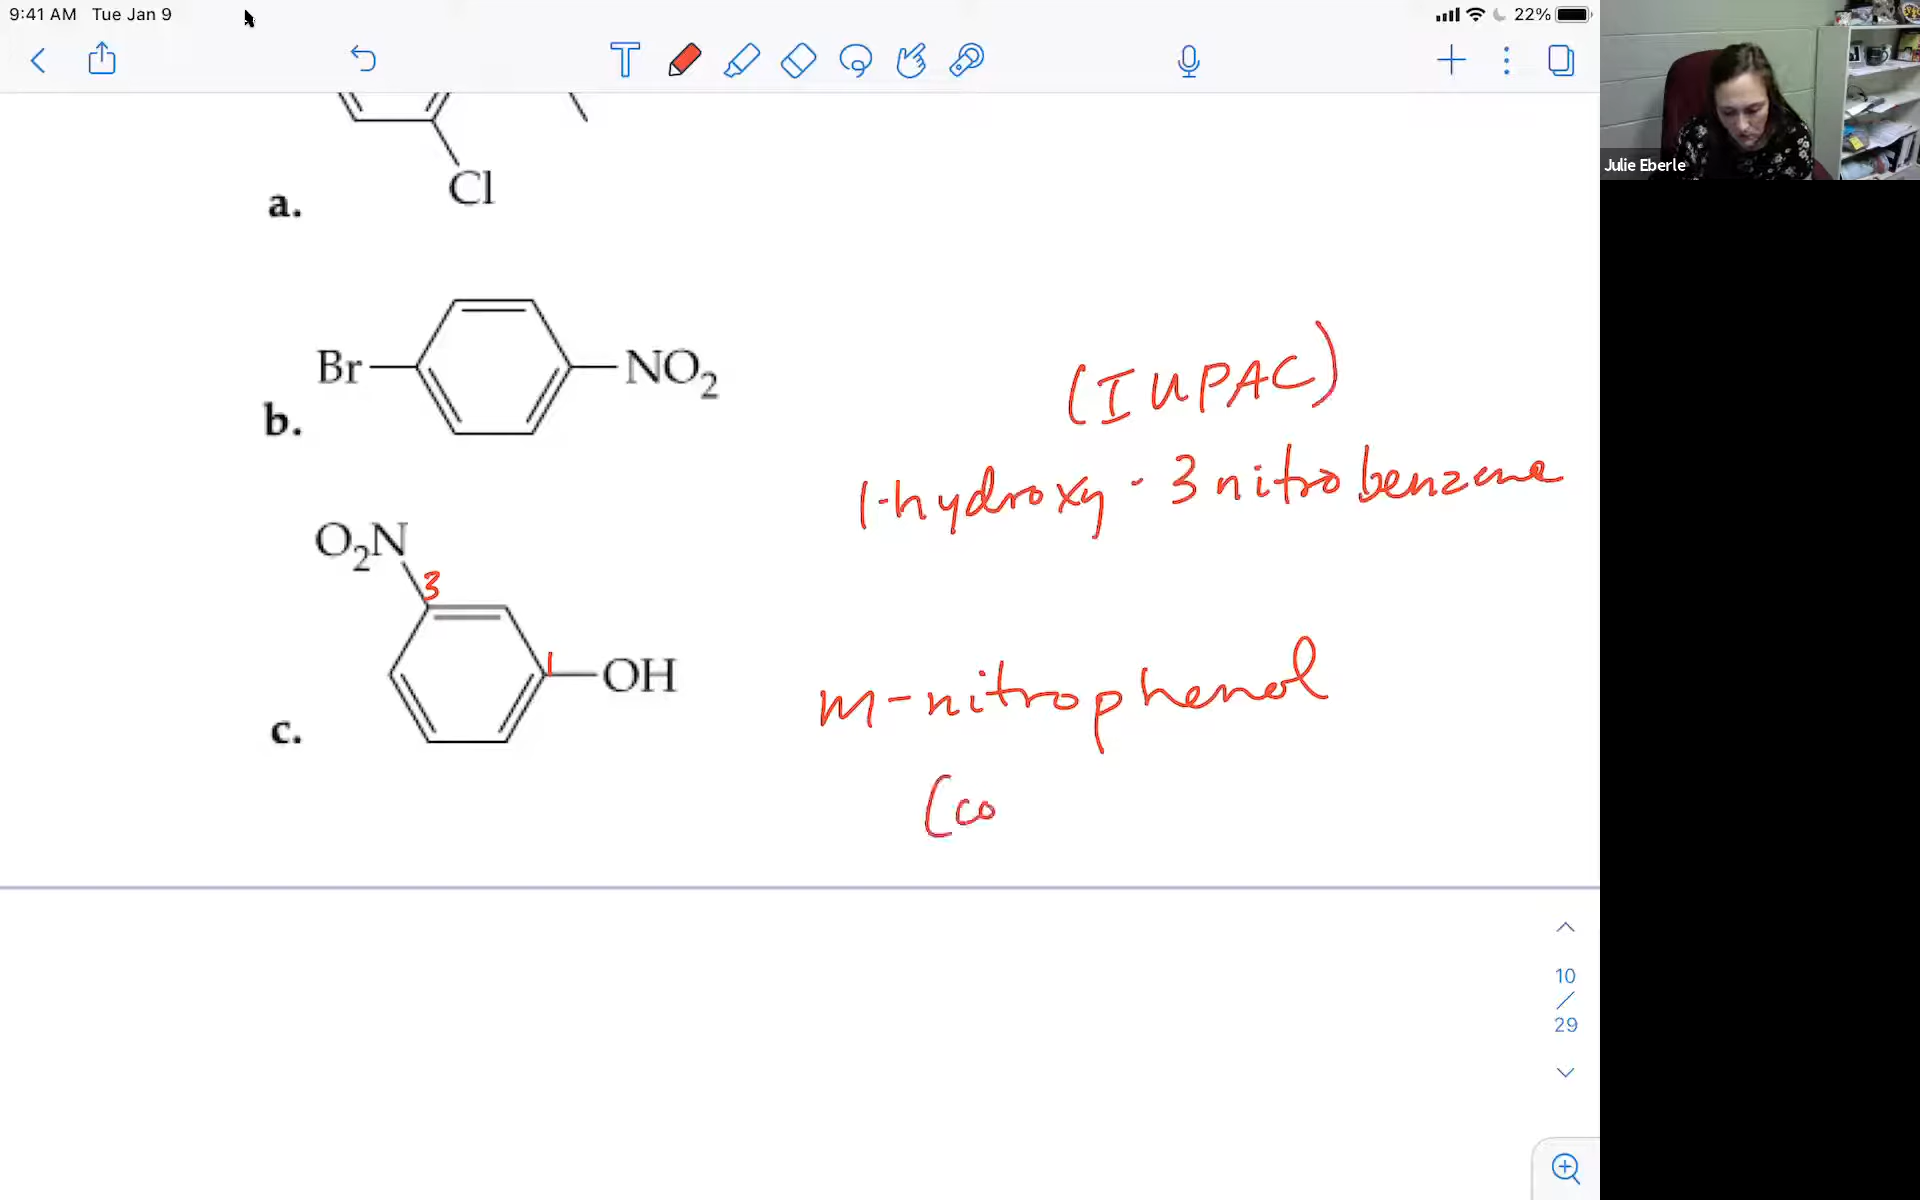 9:41 AM Tue Jan 9
22%
T
Julie Eberle
Cl
a.
Br
NO2
b.
(IUPAC)
1-hydroxy-3nitrobenzene
O2N
3
1
OH
c.
m-nitrophenol
(co
10
/
29